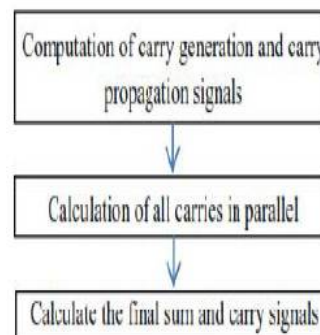 Computation of carry generation and carry
propagation signals
Calculation of all carries in parallel
Calculate the final sum and carry signals